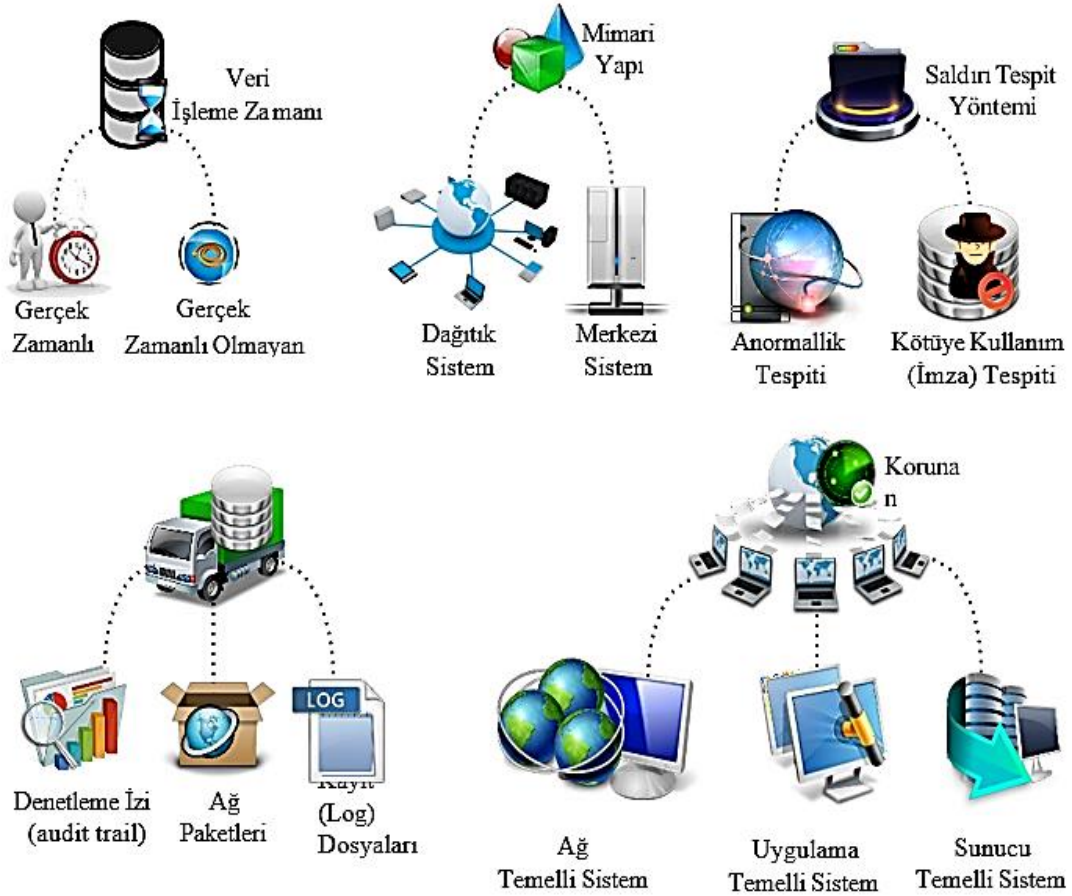 Veri
İşleme Zamanı
Gerçek
Zamanlı
Gerçek
Zamanlı Olmayan
Mimari
Yapı
Dağıtık
Sistem
Merkezi
Sistem
Saldırı Tespit
Yöntemi
Anormallik
Tespiti
Kötüye Kullanım
(İmza) Tespiti
Denetleme İzi
(audit trail)
Ağ
Paketleri
LOG
Kayıt
(Log)
Dosyaları
Koruna
n
Ağ
Temelli Sistem
Uygulama
Temelli Sistem
Sunucu
Temelli Sistem